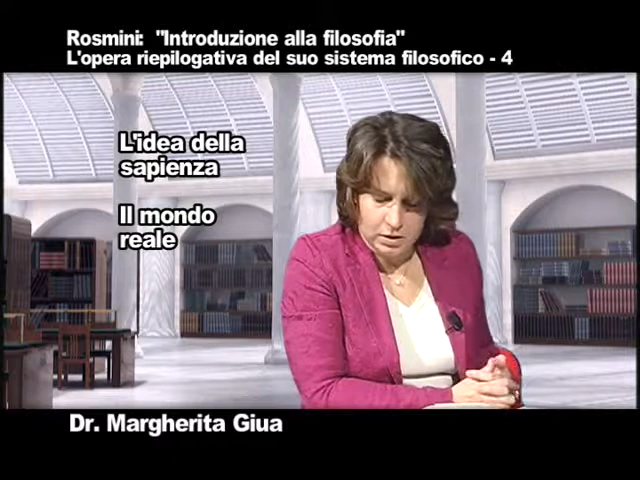 Rosmini: "Introduzione alla filosofia"
L'opera riepilogativa del suo sistema filosofico - 4
L'idea della
sapienza
Il mondo
reale
Dr. Margherita Giua